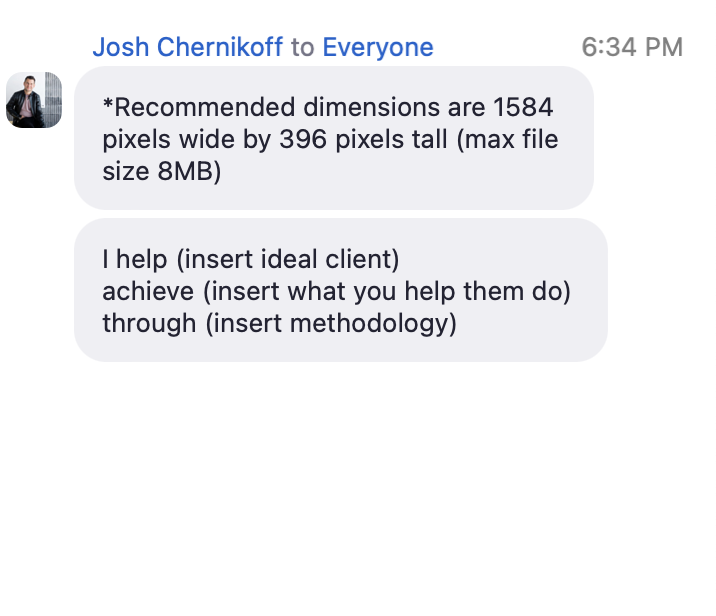 Josh Chernikoff to Everyone 6:34 PM
*Recommended dimensions are 1584
pixels wide by 396 pixels tall (max file
size 8MB)
I help (insert ideal client)
achieve (insert what you help them do)
through (insert methodology)